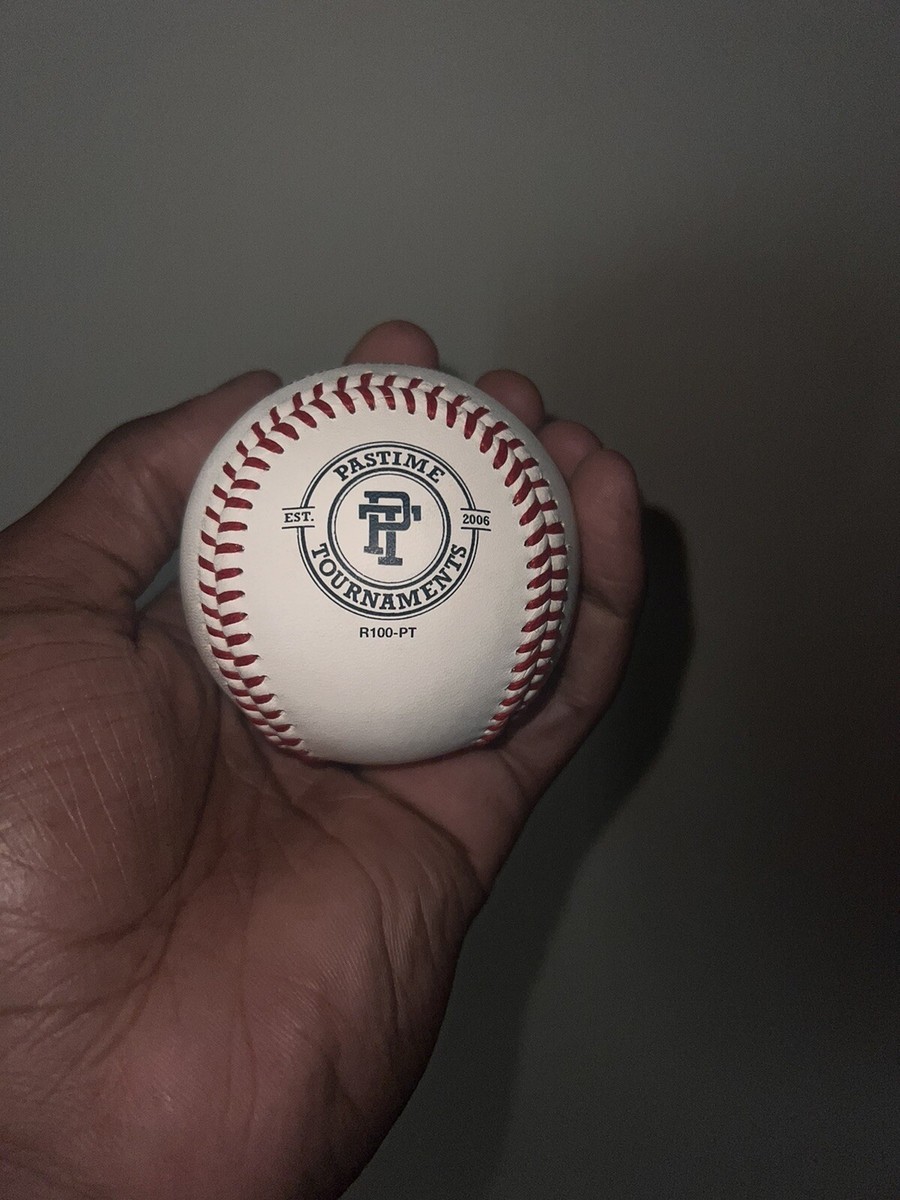 PASTIME
PT
EST. 2006
TOURNAMENTS
R100-PT